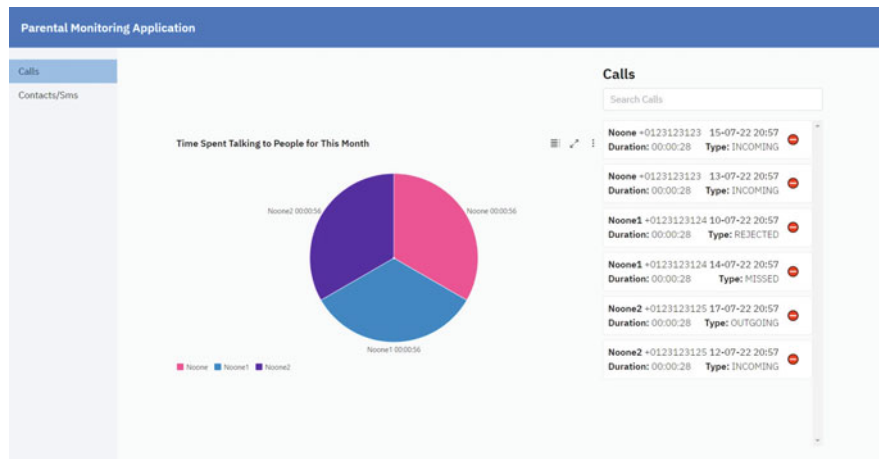 Parental Monitoring Application
Calls
Contacts/Sms
Time Spent Talking to People for This Month
Noone2 00:00:56
Noone 00:00:56
Noone1 00:00:56
Noone Noone1 Noone2
Calls
Search Calls
Noone +0123123123 15-07-22 20:57
Duration: 00:00:28 Type: INCOMING
Noone +0123123123 13-07-22 20:57
Duration: 00:00:28 Type: INCOMING
Noone1 +0123123124 10-07-22 20:57
Duration: 00:00:28 Type: REJECTED
Noone1 +0123123124 14-07-22 20:57
Duration: 00:00:28 Type: MISSED
Noone2 +0123123125 17-07-22 20:57
Duration: 00:00:28 Type: OUTGOING
Noone2 +0123123125 12-07-22 20:57
Duration: 00:00:28 Type: INCOMING